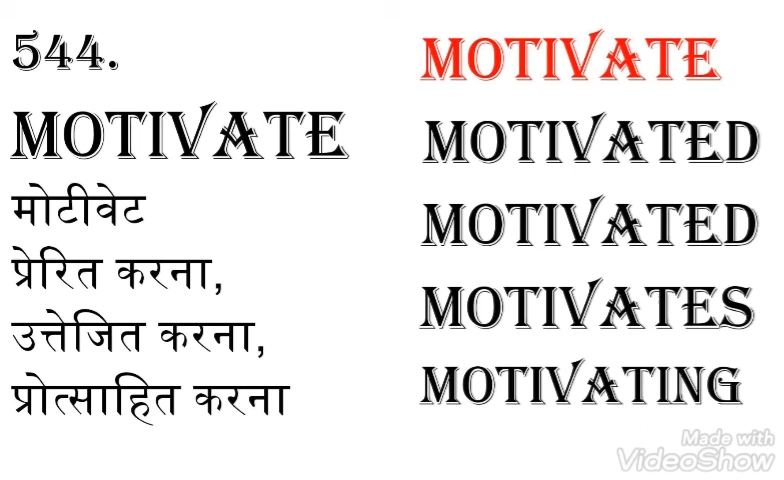 544.
MOTIVATE
मोटीवेट
प्रेरित करना,
उत्तेजित करना,
प्रोत्साहित करना
MOTIVATE
MOTIVATED
MOTIVATED
MOTIVATES
MOTIVATING
Made with
VideoShow